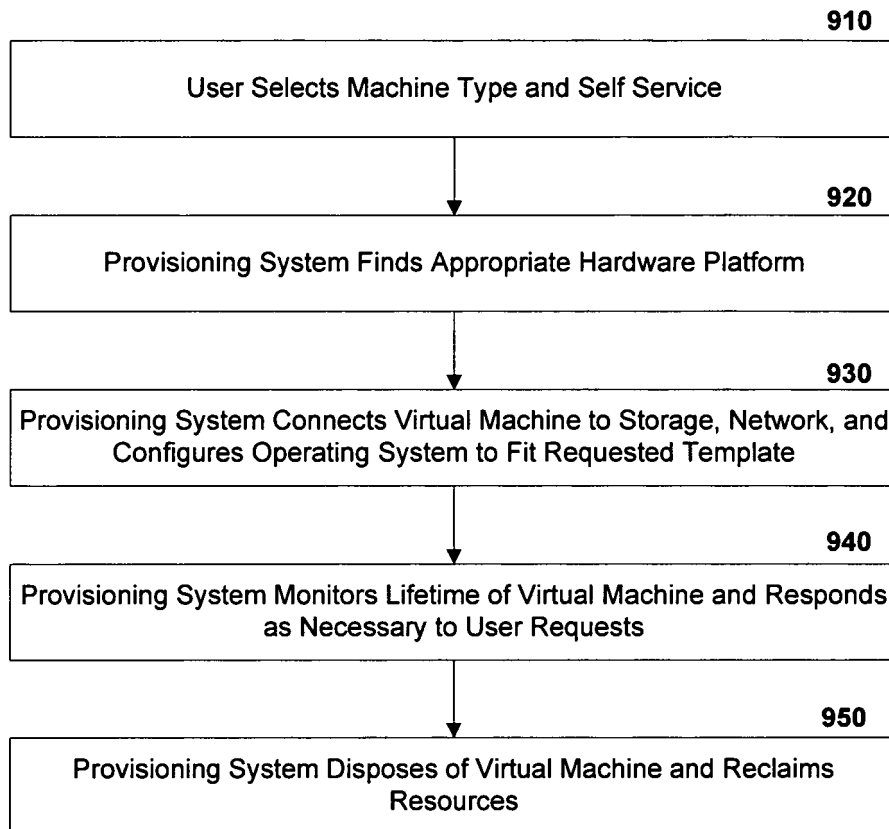 910
User Selects Machine Type and Self Service
920
Provisioning System Finds Appropriate Hardware Platform
930
Provisioning System Connects Virtual Machine to Storage, Network, and
Configures Operating System to Fit Requested Template
940
Provisioning System Monitors Lifetime of Virtual Machine and Responds
as Necessary to User Requests
950
Provisioning System Disposes of Virtual Machine and Reclaims
Resources